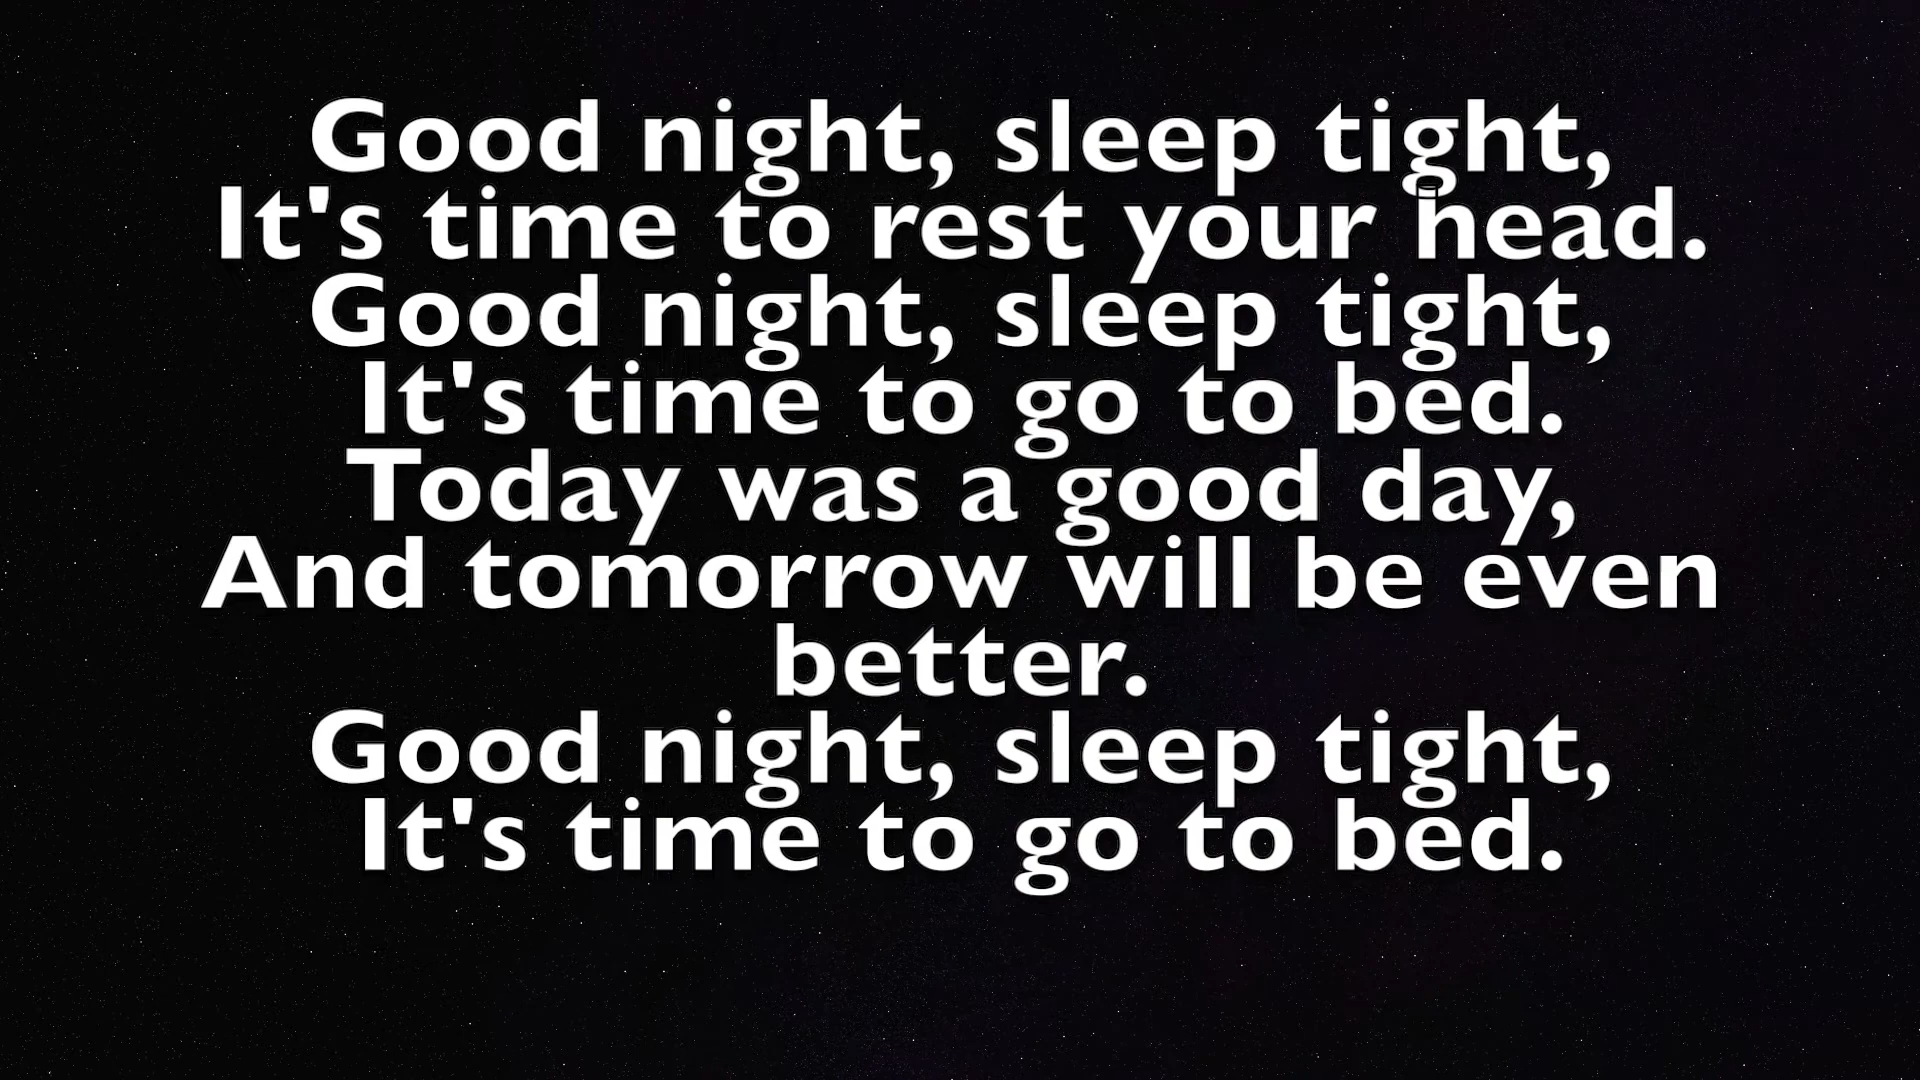 Good night, sleep tight,
It's time to rest your head.
Good night, sleep tight,
It's time to go to bed.
Today was a good day,
And tomorrow will be even
better.
Good night, sleep tight,
It's time to go to bed.